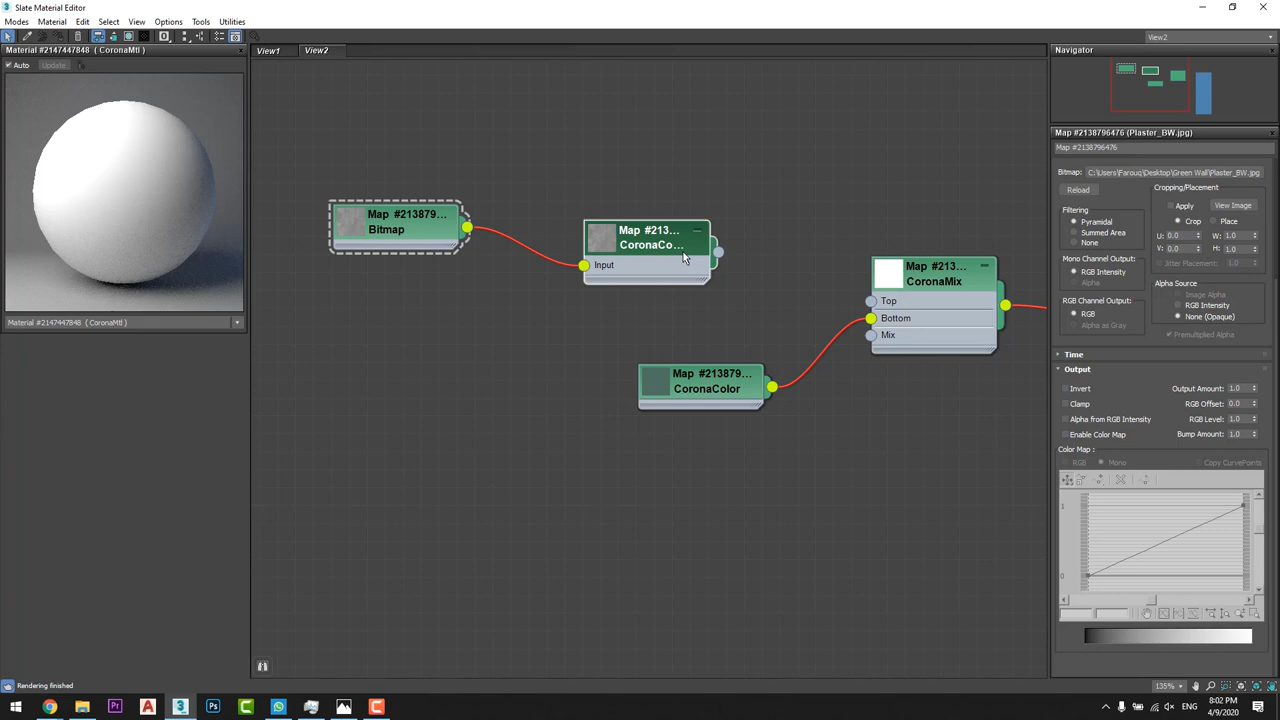 Slate Material Editor
Modes Material Edit Select View Options Tools Utilities
View2
Material #2147447848 ( CoronaMtl )
View1 View2
Navigator
Auto Update
Map #2138796476 (Plaster_BW.jpg)
Map #2138796476
Bitmap: C:\Users\Farouq\Desktop\Green Wall\Plaster_BW.jpg
Reload
Cropping/Placement
Apply View Image
Filtering
Pyramidal
Summed Area
None
Crop Place
U: 0.0 W: 1.0
V: 0.0 H: 1.0
Jitter Placement: 1.0
Mono Channel Output:
RGB Intensity
Alpha
RGB Channel Output:
RGB
Alpha as Gray
Alpha Source
Image Alpha
RGB Intensity
None (Opaque)
Premultiplied Alpha
Time
Output
Invert Output Amount: 1.0
Clamp RGB Offset: 0.0
Alpha from RGB Intensity RGB Level: 1.0
Enable Color Map Bump Amount: 1.0
Color Map :
RGB Mono Copy CurvePoints
1
0
Map #213879...
Bitmap
Map #213...
CoronaCo...
Input
Map #213...
CoronaMix
Top
Bottom
Mix
Map #213879...
CoronaColor
Material #2147447848 ( CoronaMtl )
Rendering finished
135%
ENG
8:02 PM
4/9/2020